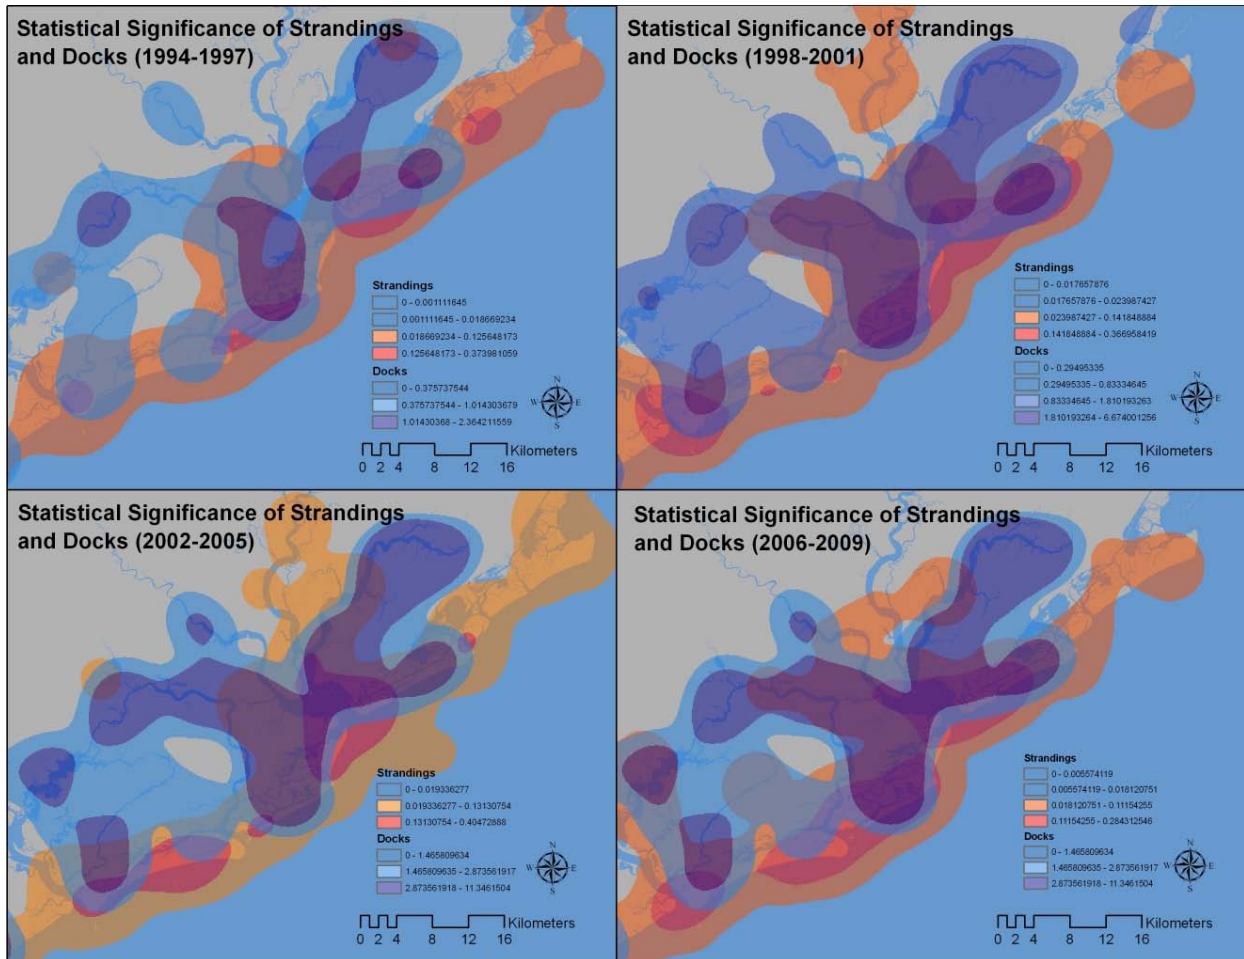 Statistical Significance of Strandings
and Docks (1994-1997)
Strandings
0 - 0.001111645
0.001111645 - 0.018669234
0.018669234 - 0.125648173
0.125648173 - 0.373981059
Docks
0 - 0.375737544
0.375737544 - 1.014303679
1.01430368 - 2.364211559
N
W E
S
Kilometers
0 2 4 8 12 16
Statistical Significance of Strandings
and Docks (1998-2001)
Strandings
0 - 0.017657876
0.017657876 - 0.023987427
0.023987427 - 0.141848884
0.141848884 - 0.366958419
Docks
0 - 0.29495335
0.29495335 - 0.83334645
0.83334645 - 1.810193263
1.810193264 - 6.674001256
N
W E
S
Kilometers
0 2 4 8 12 16
Statistical Significance of Strandings
and Docks (2002-2005)
Strandings
0 - 0.019336277
0.019336277 - 0.13130754
0.13130754 - 0.40472888
Docks
0 - 1.465809634
1.465809635 - 2.873561917
2.873561918 - 11.3461504
N
W E
S
Kilometers
0 2 4 8 12 16
Statistical Significance of Strandings
and Docks (2006-2009)
Strandings
0 - 0.005574119
0.005574119 - 0.018120751
0.018120751 - 0.11154255
0.11154255 - 0.284312546
Docks
0 - 1.465809634
1.465809635 - 2.873561917
2.873561918 - 11.3461504
N
W E
S
Kilometers
0 2 4 8 12 16